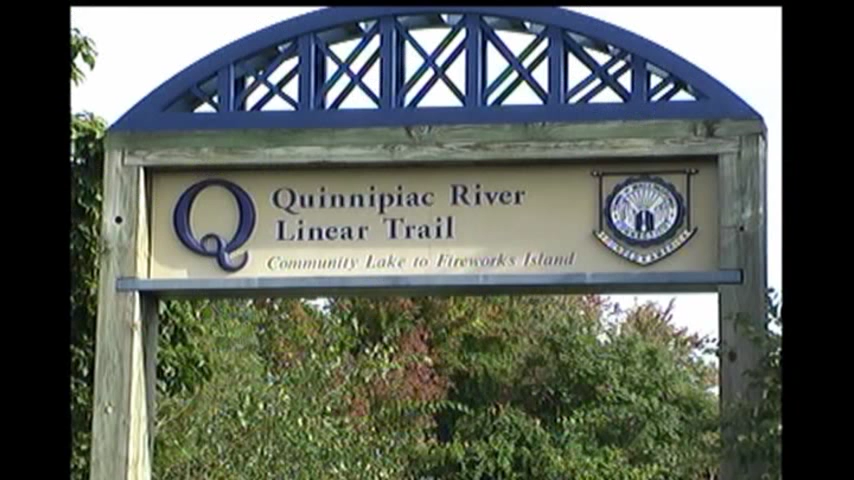 Q
Quinnipiac River
Linear Trail
Community Lake to Fireworks Island